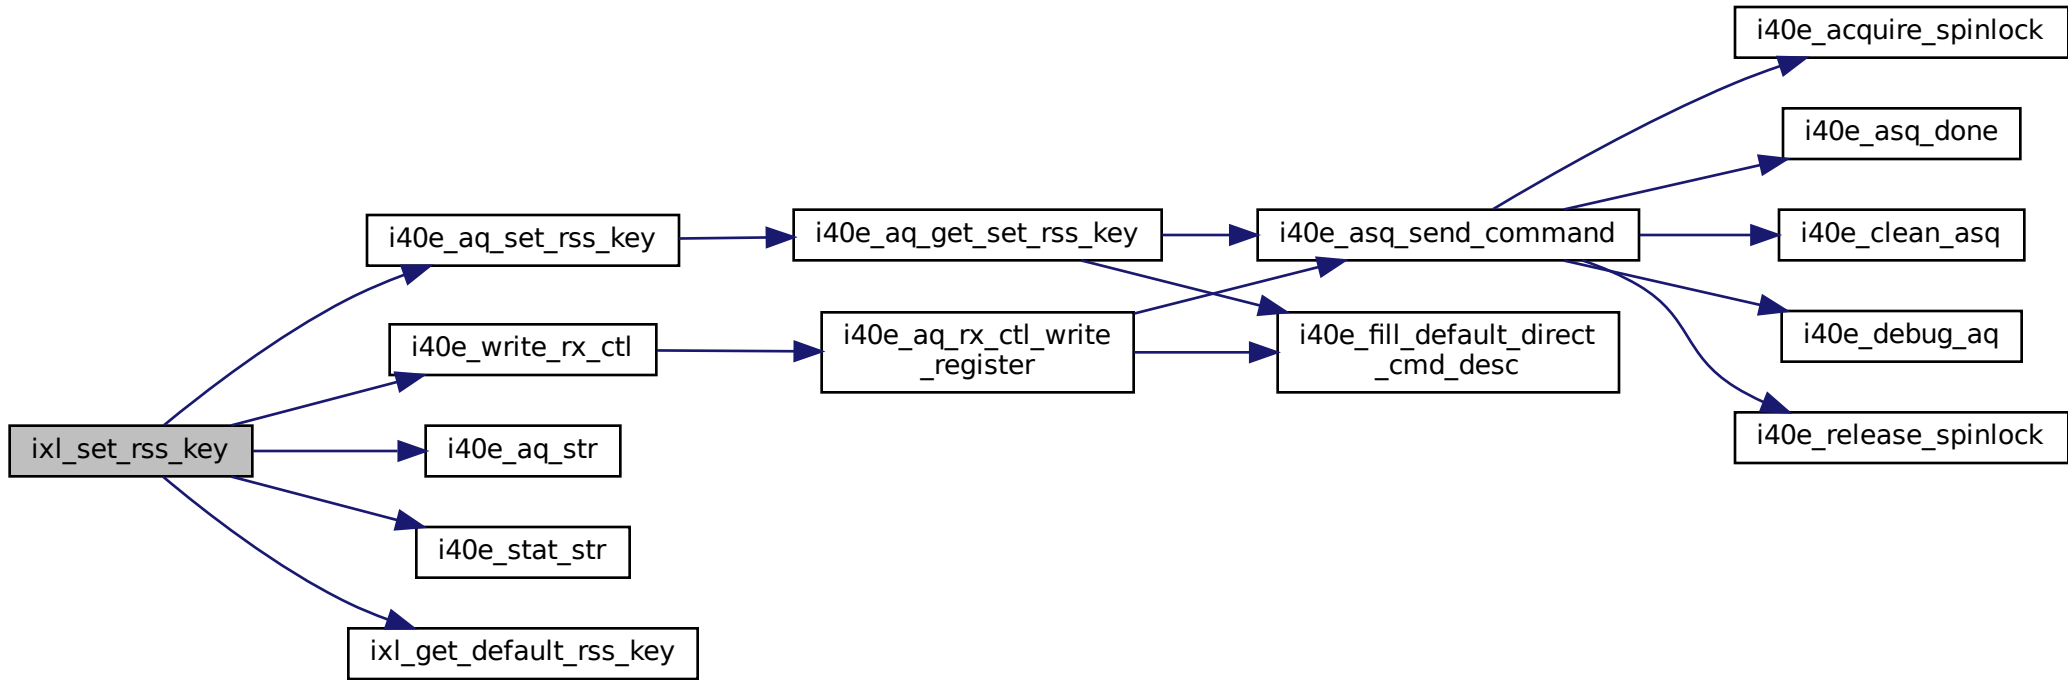 ixl_set_rss_key
i40e_aq_set_rss_key
i40e_write_rx_ctl
i40e_aq_str
i40e_stat_str
ixl_get_default_rss_key
i40e_aq_get_set_rss_key
i40e_aq_rx_ctl_write
_register
i40e_asq_send_command
i40e_fill_default_direct
_cmd_desc
i40e_acquire_spinlock
i40e_asq_done
i40e_clean_asq
i40e_debug_aq
i40e_release_spinlock